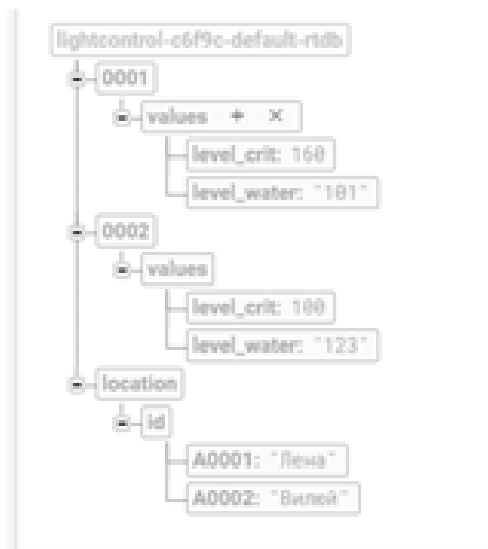 lightcontrol-c6f9c-default-rtdb
0001
values + ×
level_crit: 160
level_water: "101"
0002
values
level_crit: 100
level_water: "123"
location
id
A0001: "Лена"
A0002: "Вилюй"